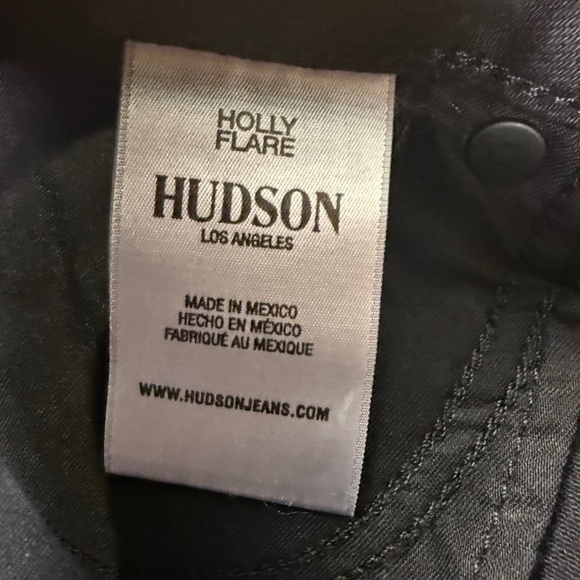 HOLLY
FLARE
HUDSON
LOS ANGELES
MADE IN MEXICO
HECHO EN MÉXICO
FABRIQUÉ AU MEXIQUE
WWW.HUDSONJEANS.COM